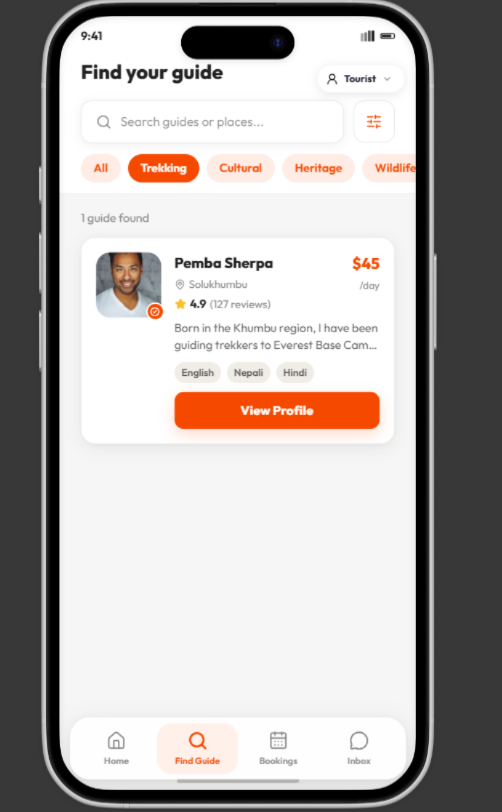 9:41
Find your guide
Tourist
Search guides or places...
All
Trekking
Cultural
Heritage
Wildlife
1 guide found
Pemba Sherpa
$45
Solukhumbu
/day
4.9 (127 reviews)
Born in the Khumbu region, I have been
guiding trekkers to Everest Base Cam...
English
Nepali
Hindi
View Profile
Home
Find Guide
Bookings
Inbox